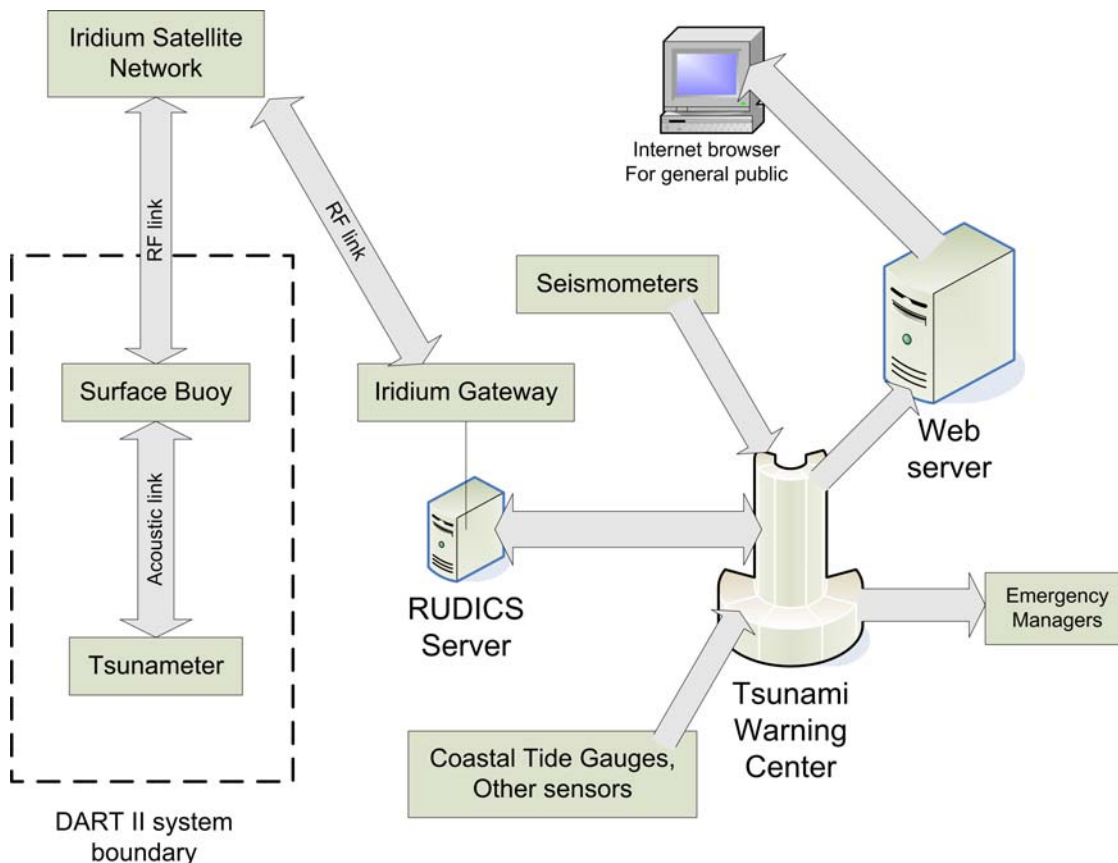 Iridium Satellite
Network
RF link
RF link
Internet browser
For general public
Seismometers
Surface Buoy
Iridium Gateway
Web
server
Acoustic link
RUDICS
Server
Emergency
Managers
Tsunameter
Tsunami
Warning
Center
Coastal Tide Gauges,
Other sensors
DART II system
boundary